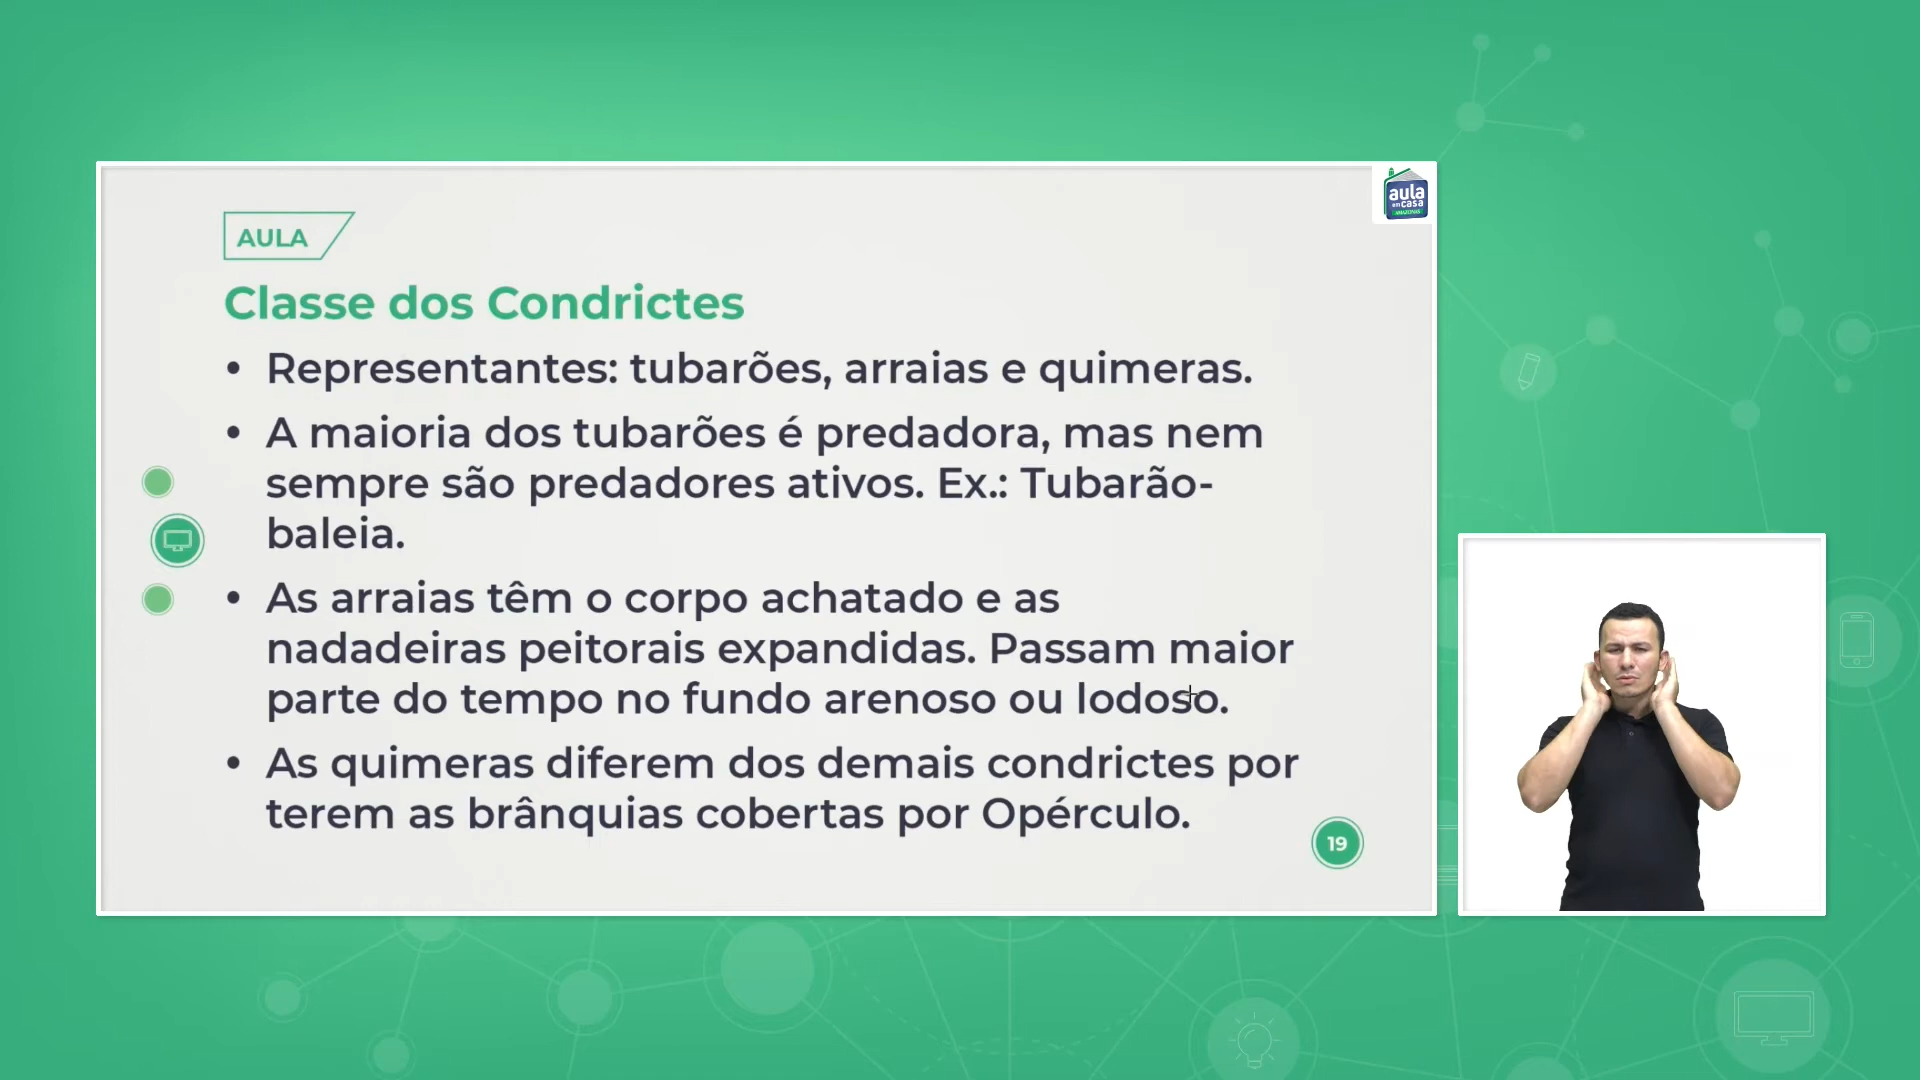 aula
em casa
AMAZONAS
AULA
Classe dos Condrictes
• Representantes: tubarões, arraias e quimeras.
• A maioria dos tubarões é predadora, mas nem
sempre são predadores ativos. Ex.: Tubarão-
baleia.
• As arraias têm o corpo achatado e as
nadadeiras peitorais expandidas. Passam maior
parte do tempo no fundo arenoso ou lodoso.
• As quimeras diferem dos demais condrictes por
terem as brânquias cobertas por Opérculo.
19